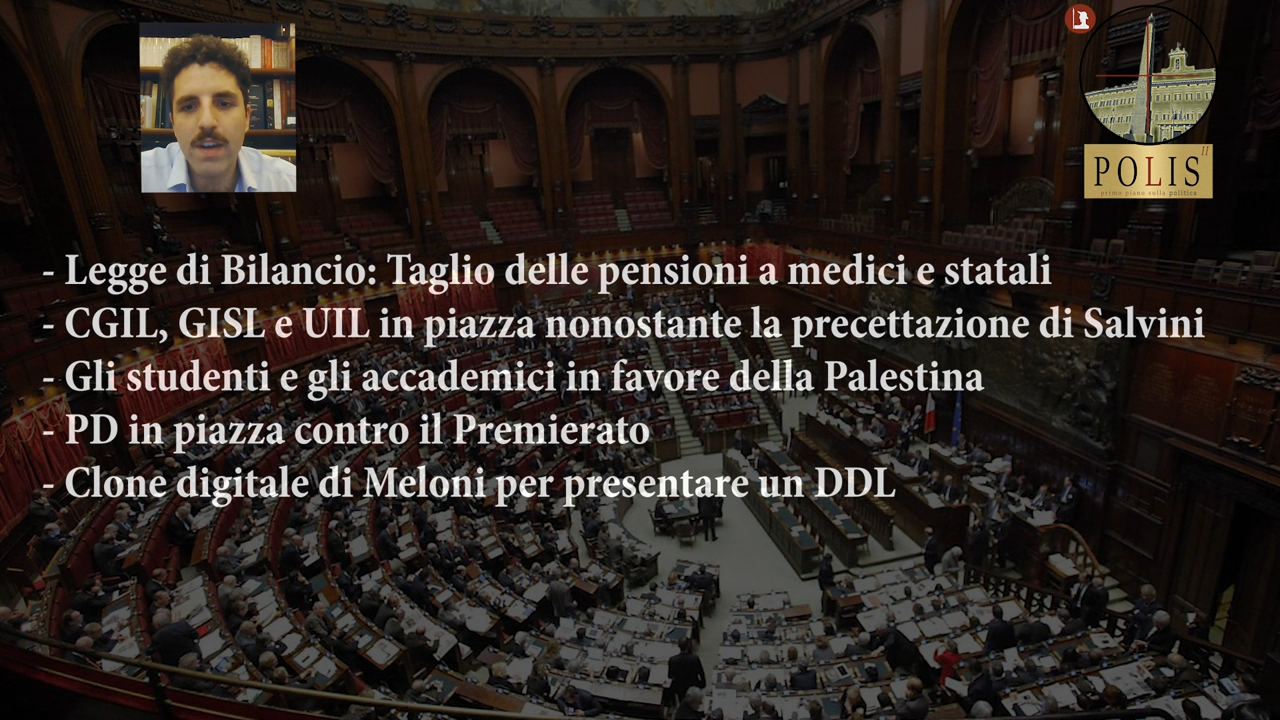 POLIS II
primo piano sulla politica
- Legge di Bilancio: Taglio delle pensioni a medici e statali
- CGIL, GISL e UIL in piazza nonostante la precettazione di Salvini
- Gli studenti e gli accademici in favore della Palestina
- PD in piazza contro il Premierato
- Clone digitale di Meloni per presentare un DDL